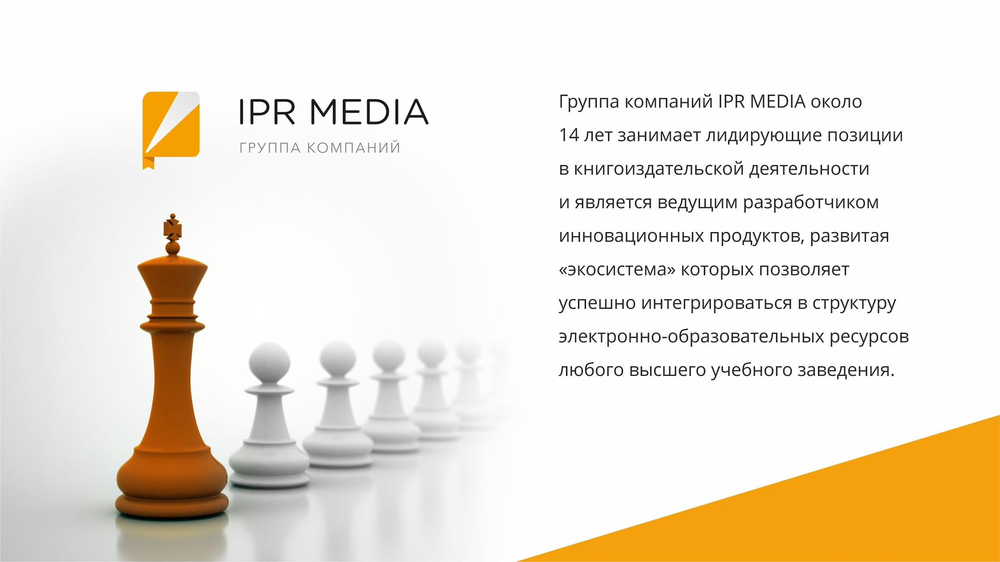 IPR MEDIA
ГРУППА КОМПАНИЙ
Группа компаний IPR MEDIA около
14 лет занимает лидирующие позиции
в книгоиздательской деятельности
и является ведущим разработчиком
инновационных продуктов, развитая
«экосистема» которых позволяет
успешно интегрироваться в структуру
электронно-образовательных ресурсов
любого высшего учебного заведения.